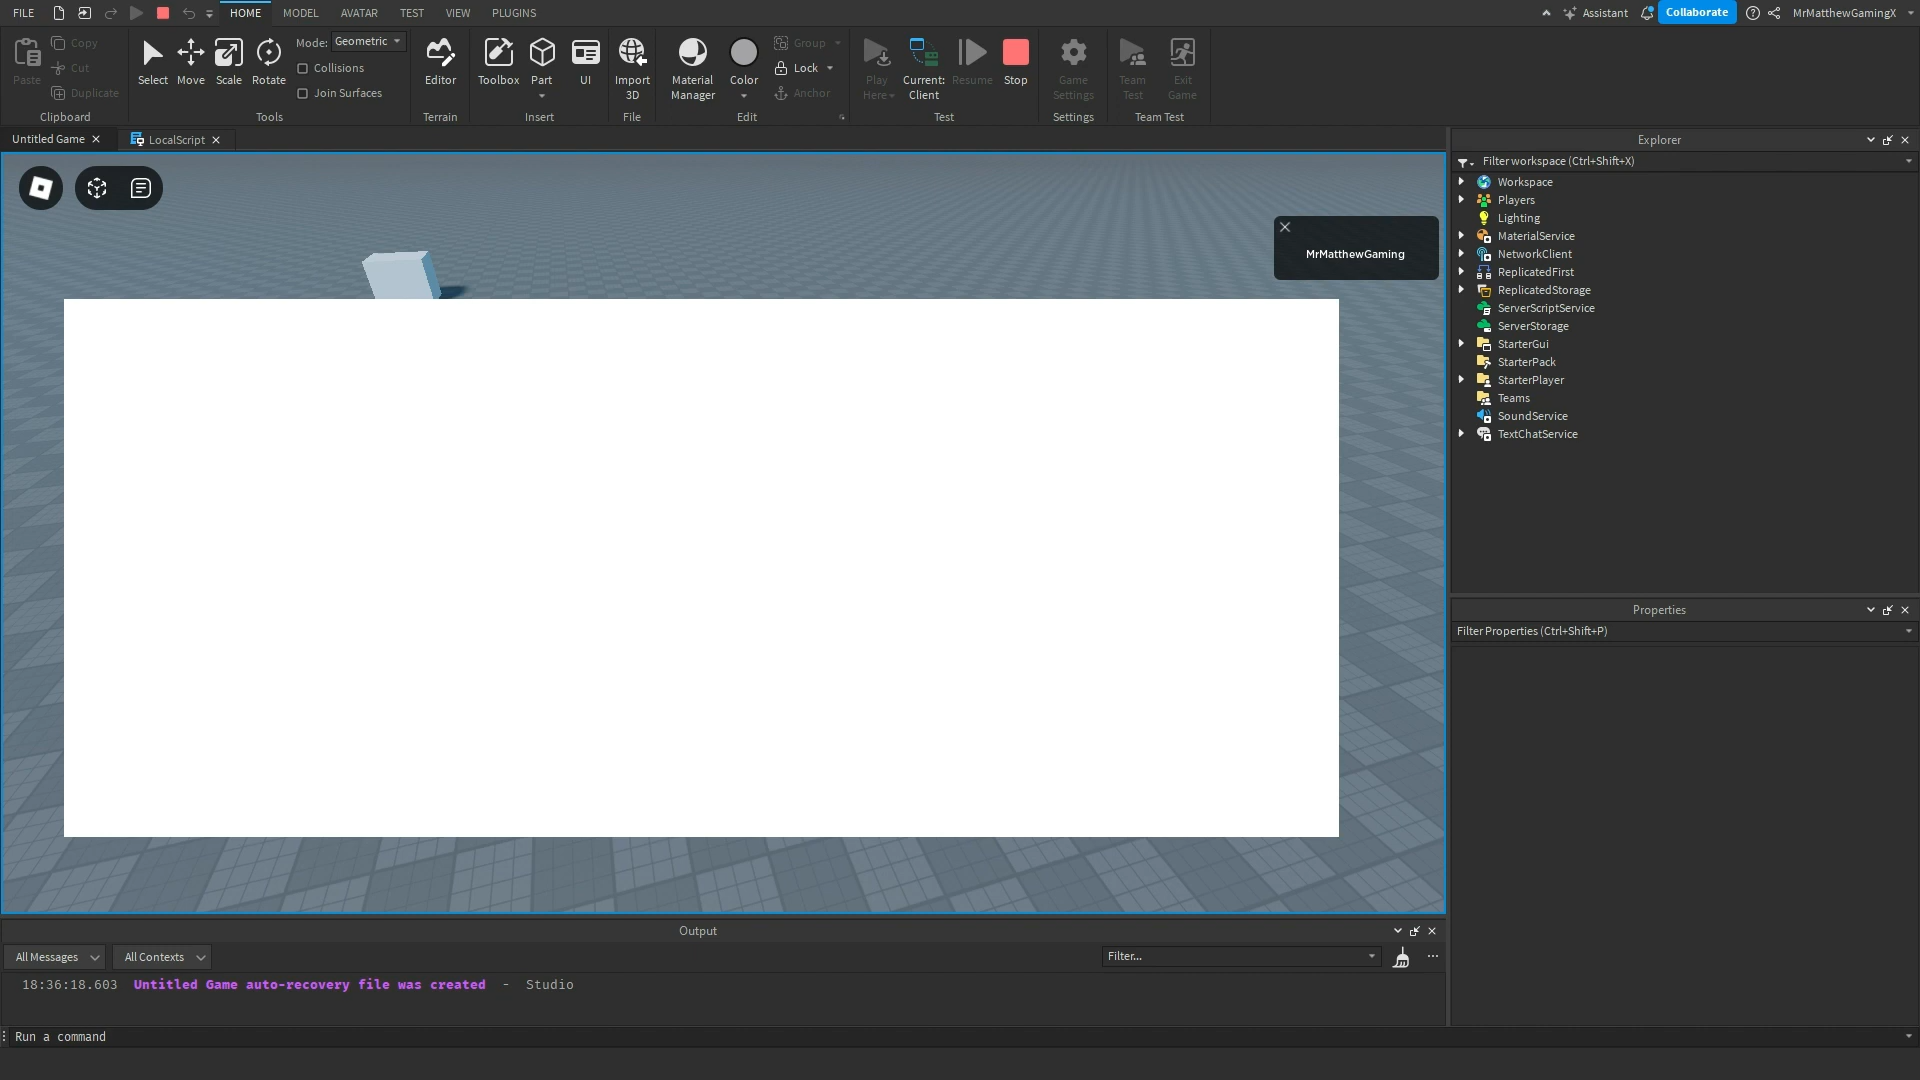 FILE HOME MODEL AVATAR TEST VIEW PLUGINS Assistant Collaborate MrMatthewGamingX
Paste Copy Cut Duplicate Clipboard
Select Move Scale Rotate Mode: Geometric Collisions Join Surfaces Tools
Editor Terrain
Toolbox Part UI Insert
Import 3D File
Material Manager Color Group Lock Anchor Edit
Play Here Current: Client Resume Stop Test
Game Settings Settings
Team Test Exit Game Team Test
Untitled Game LocalScript
MrMatthewGaming
Explorer
Filter workspace (Ctrl+Shift+X)
Workspace
Players
Lighting
MaterialService
NetworkClient
ReplicatedFirst
ReplicatedStorage
ServerScriptService
ServerStorage
StarterGui
StarterPack
StarterPlayer
Teams
SoundService
TextChatService
Properties
Filter Properties (Ctrl+Shift+P)
Output
All Messages All Contexts Filter...
18:36:18.603 Untitled Game auto-recovery file was created - Studio
Run a command